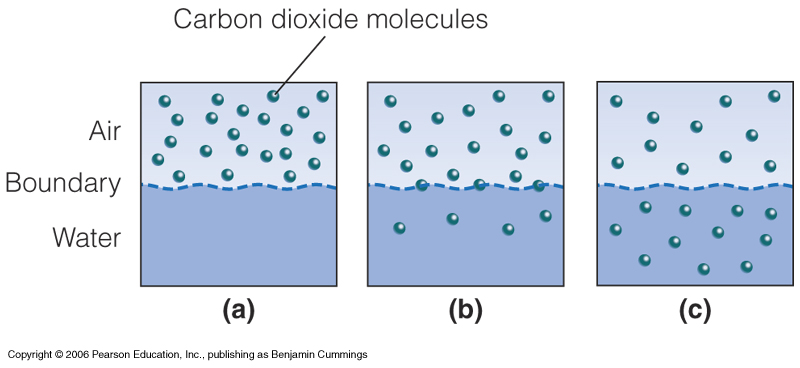 Carbon dioxide molecules
Air
Boundary
Water
(a)
(b)
(c)
Copyright © 2006 Pearson Education, Inc., publishing as Benjamin Cummings